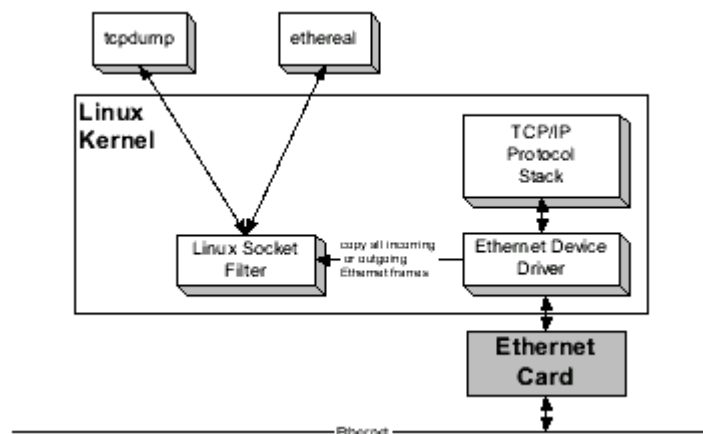 tcpdump
ethereal
Linux
Kernel
TCP/IP
Protocol
Stack
Linux Socket
Filter
copy all incoming
or outgoing
Ethernet frames
Ethernet Device
Driver
Ethernet
Card
Ethernet